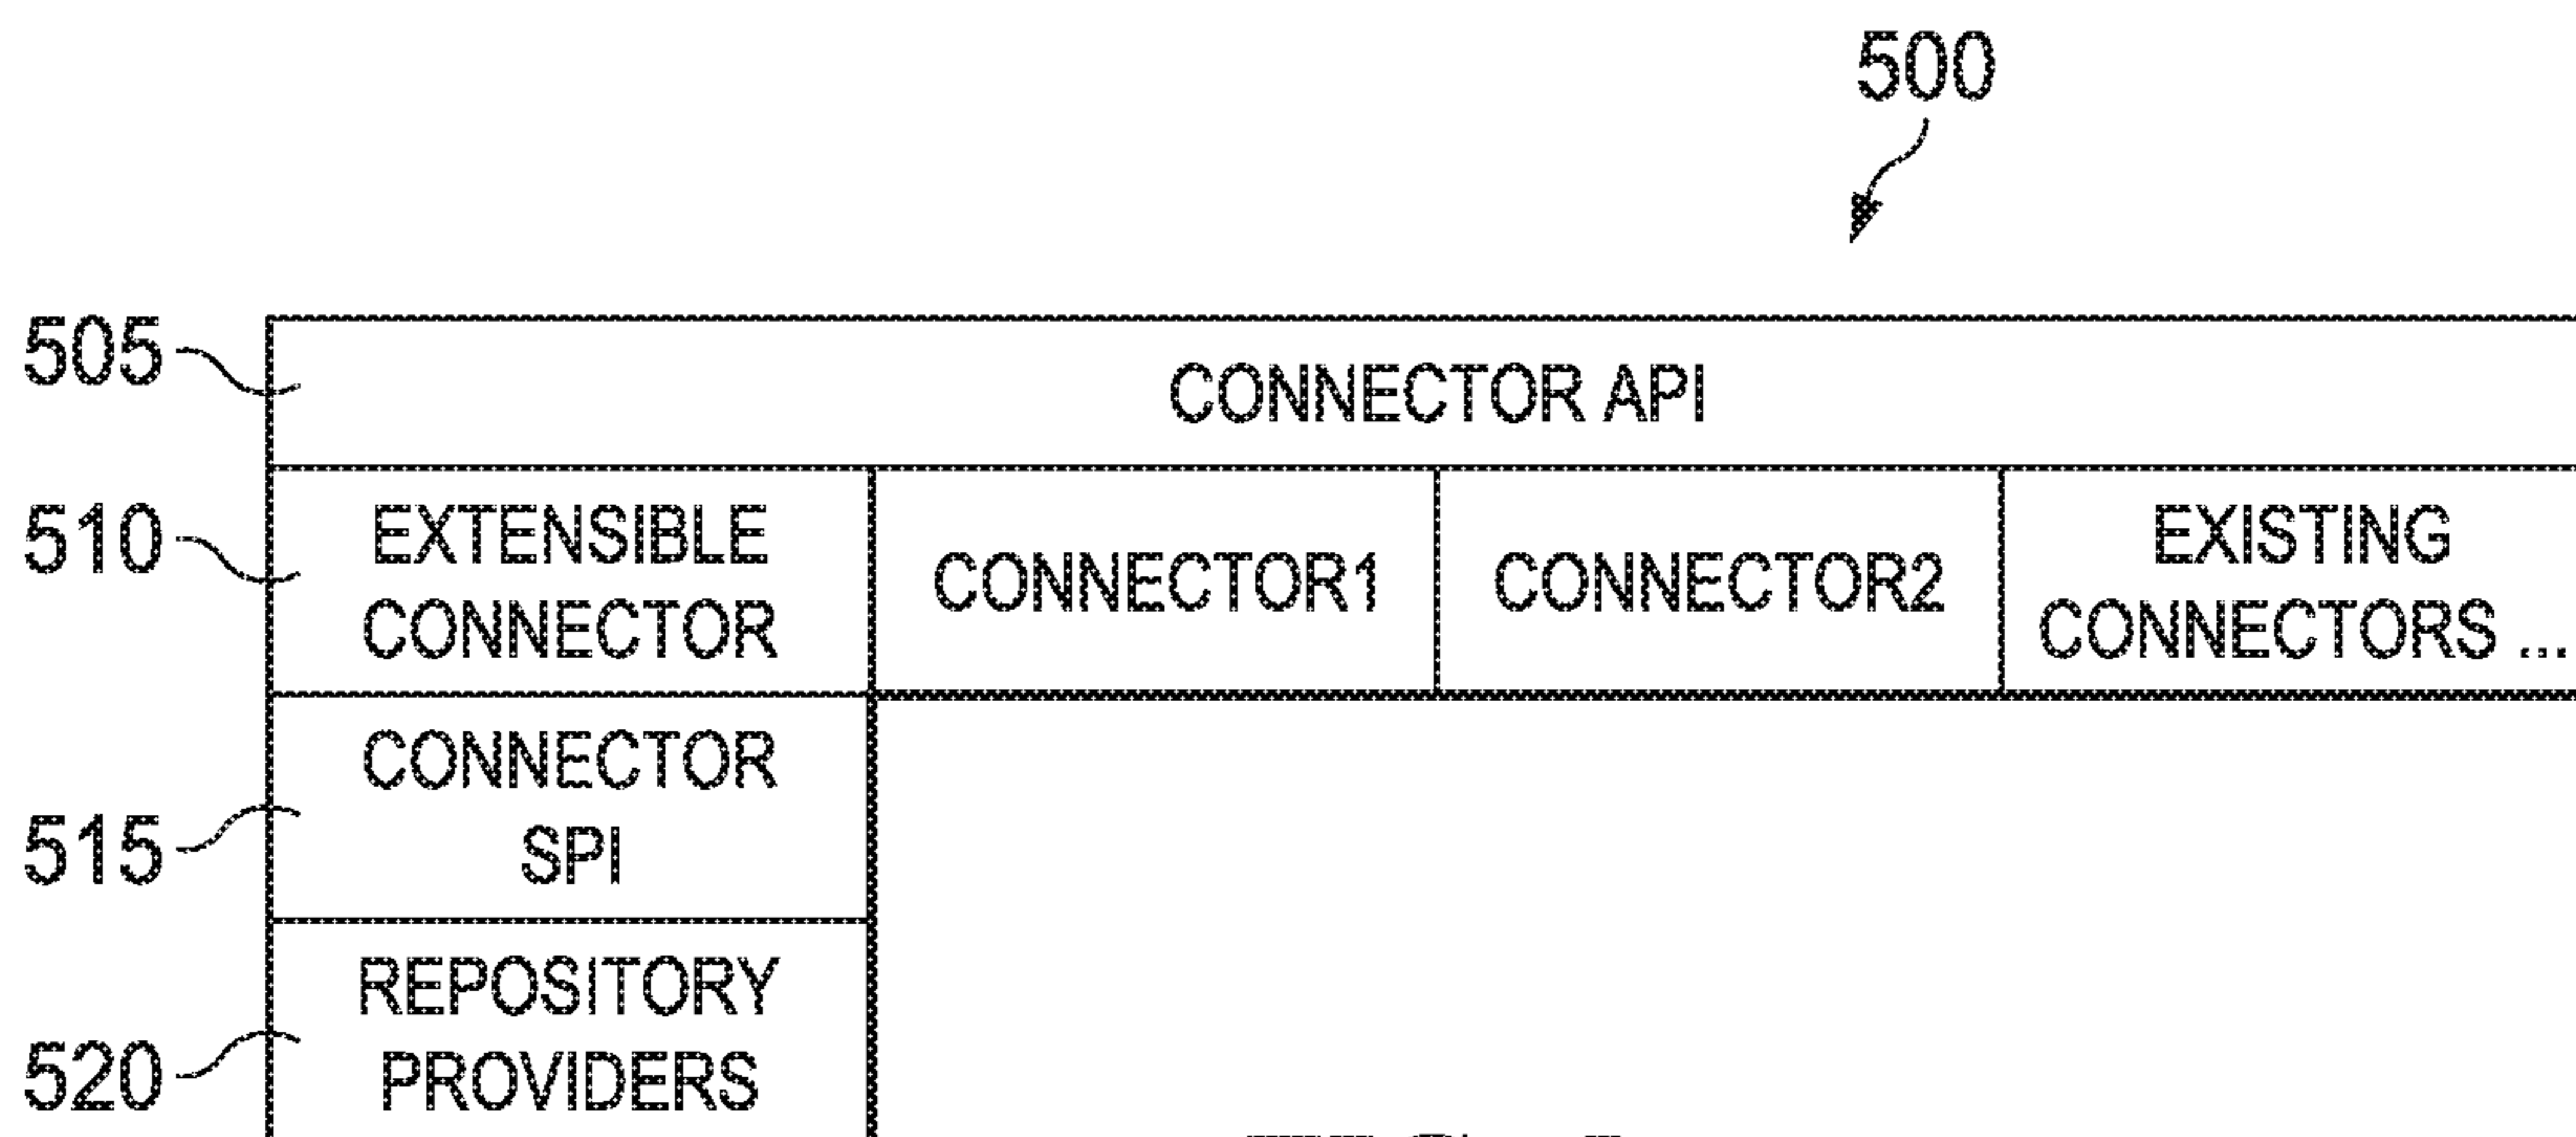 500
505
CONNECTOR API
510
EXTENSIBLE
CONNECTOR
CONNECTOR1
CONNECTOR2
EXISTING
CONNECTORS ...
515
CONNECTOR
SPI
520
REPOSITORY
PROVIDERS